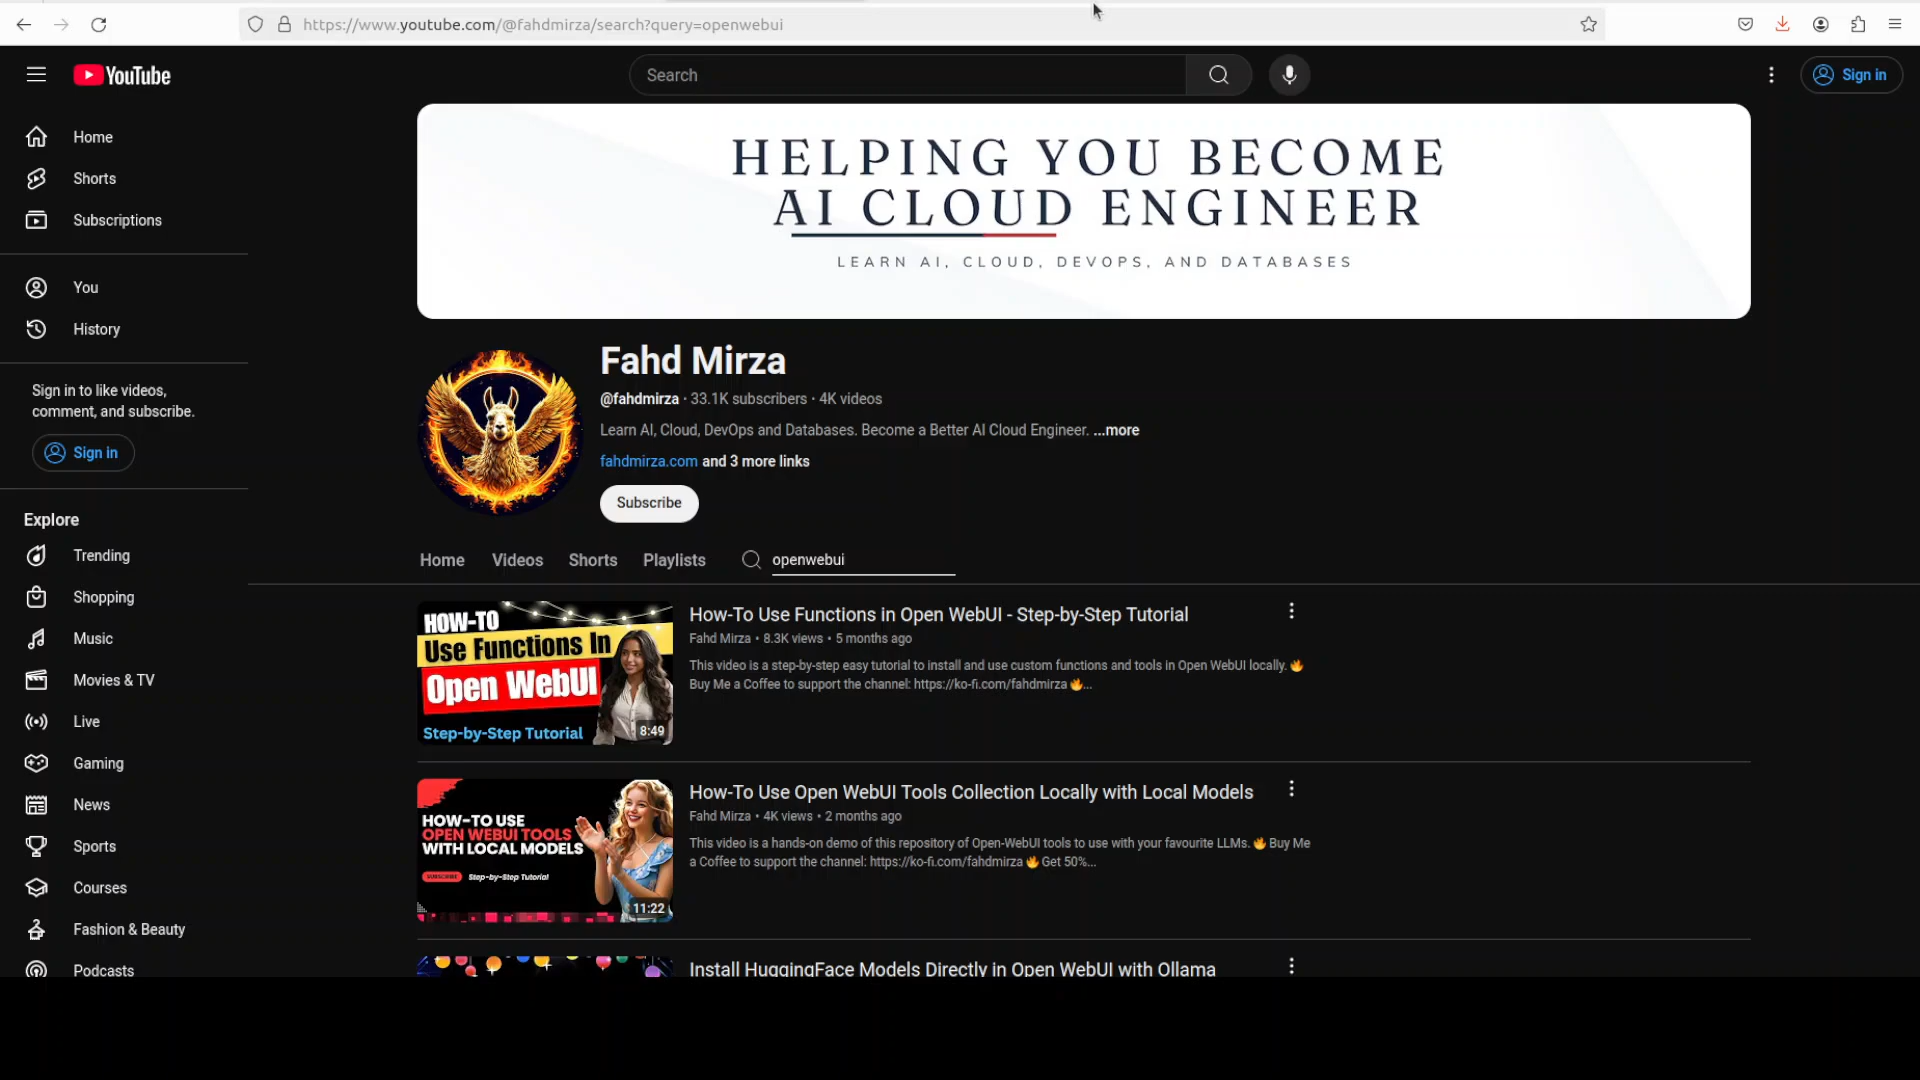 https://www.youtube.com/@fahdmirza/search?query=openwebui
YouTube
Search
Sign in
Home
Shorts
Subscriptions
You
History
Sign in to like videos,
comment, and subscribe.
Sign in
Explore
Trending
Shopping
Music
Movies & TV
Live
Gaming
News
Sports
Courses
Fashion & Beauty
Podcasts
HELPING YOU BECOME
AI CLOUD ENGINEER
LEARN AI, CLOUD, DEVOPS, AND DATABASES
Fahd Mirza
@fahdmirza · 33.1K subscribers · 4K videos
Learn AI, Cloud, DevOps and Databases. Become a Better AI Cloud Engineer. ...more
fahdmirza.com and 3 more links
Subscribe
Home Videos Shorts Playlists openwebui
HOW-TO
Use Functions In
Open WebUI
Step-by-Step Tutorial
8:49
How-To Use Functions in Open WebUI - Step-by-Step Tutorial
Fahd Mirza • 8.3K views • 5 months ago
This video is a step-by-step easy tutorial to install and use custom functions and tools in Open WebUI locally. 🔥
Buy Me a Coffee to support the channel: https://ko-fi.com/fahdmirza 🔥...
HOW-TO USE
OPEN WEBUI TOOLS
WITH LOCAL MODELS
SUBSCRIBE Step-by-Step Tutorial
11:22
How-To Use Open WebUI Tools Collection Locally with Local Models
Fahd Mirza • 4K views • 2 months ago
This video is a hands-on demo of this repository of Open-WebUI tools to use with your favourite LLMs. 🔥 Buy Me
a Coffee to support the channel: https://ko-fi.com/fahdmirza 🔥 Get 50%...
Install HuggingFace Models Directly in Open WebUI with Ollama